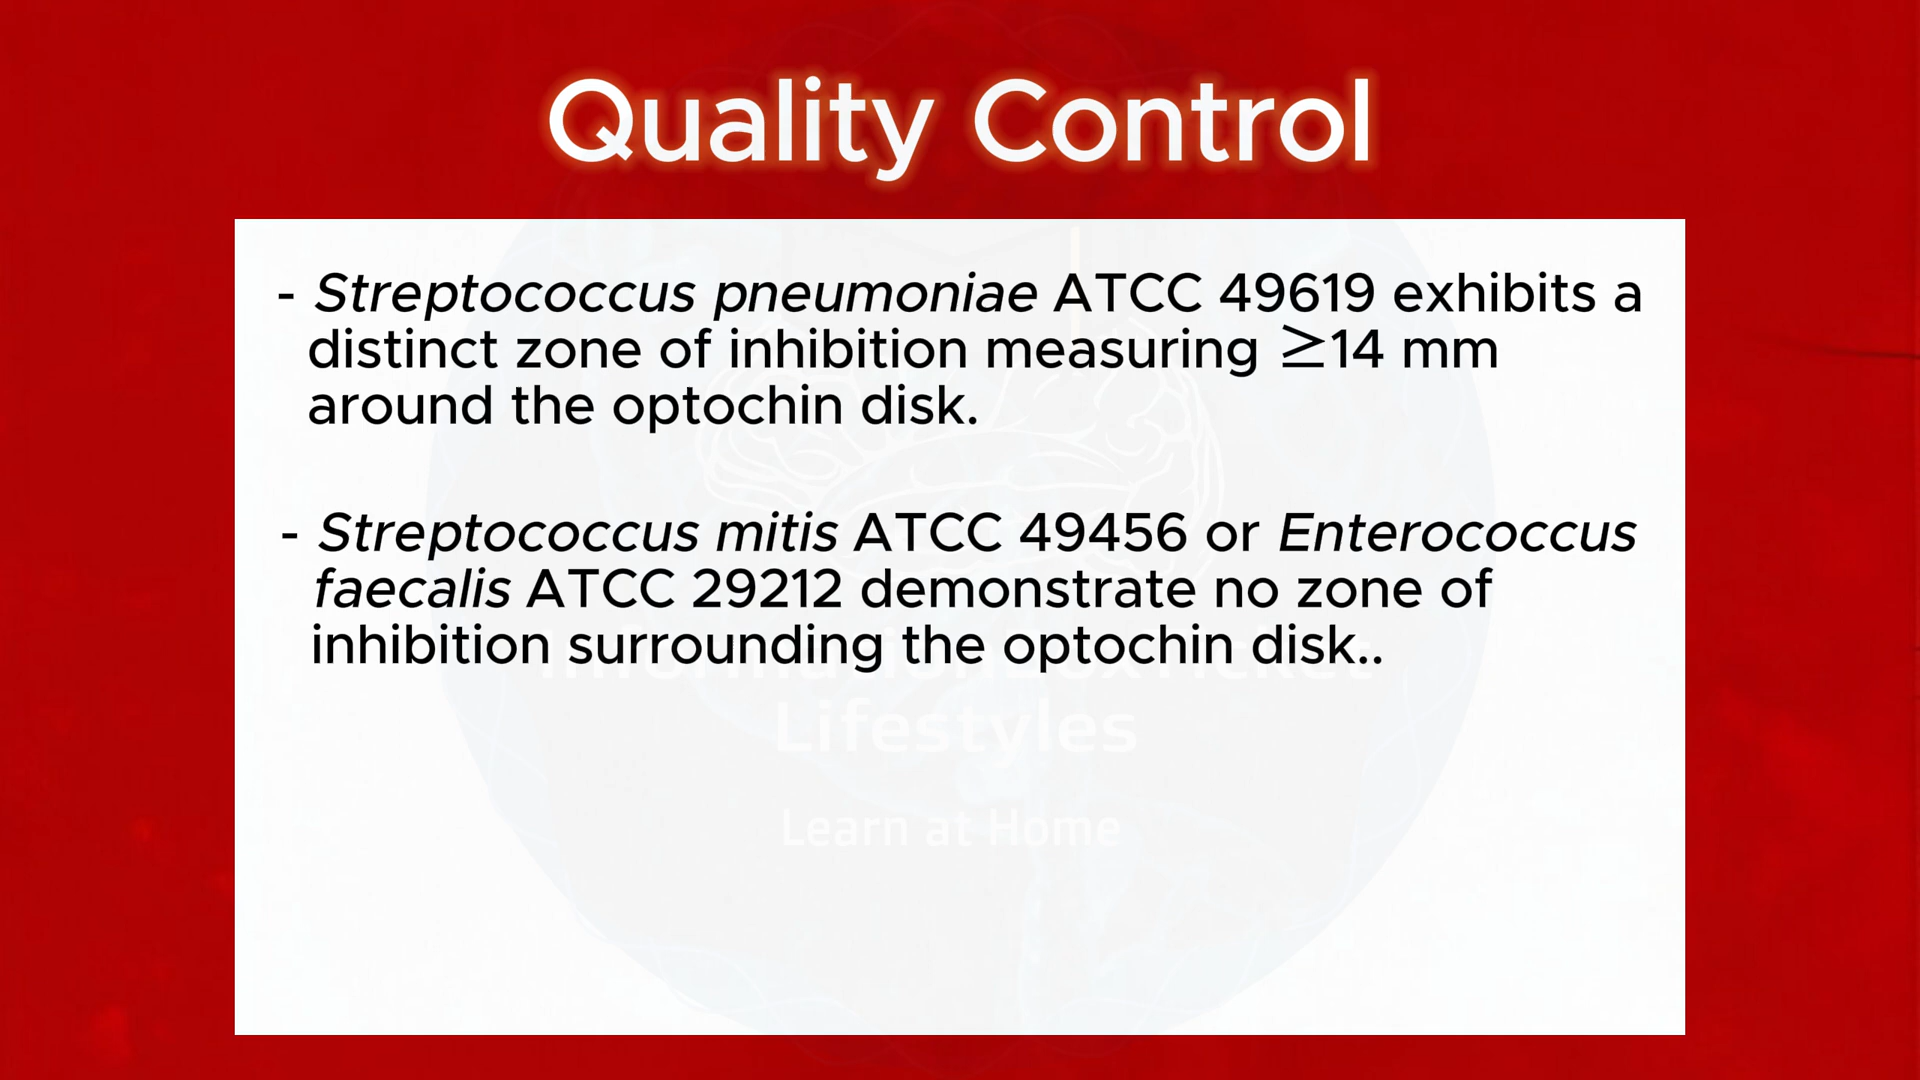 Quality Control
- Streptococcus pneumoniae ATCC 49619 exhibits a
distinct zone of inhibition measuring ≥14 mm
around the optochin disk.
- Streptococcus mitis ATCC 49456 or Enterococcus
faecalis ATCC 29212 demonstrate no zone of
inhibition surrounding the optochin disk..
Lifestyles
Learn at Home